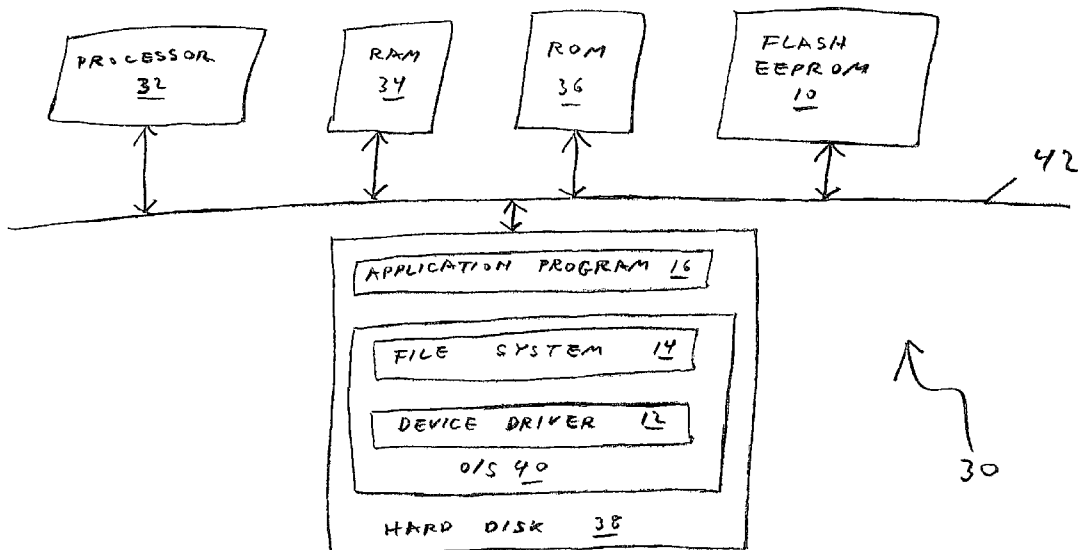 PROCESSOR
32
RAM
34
ROM
36
FLASH
EEPROM
10
42
APPLICATION PROGRAM 16
FILE SYSTEM 14
DEVICE DRIVER 12
O/S 40
HARD DISK 38
30